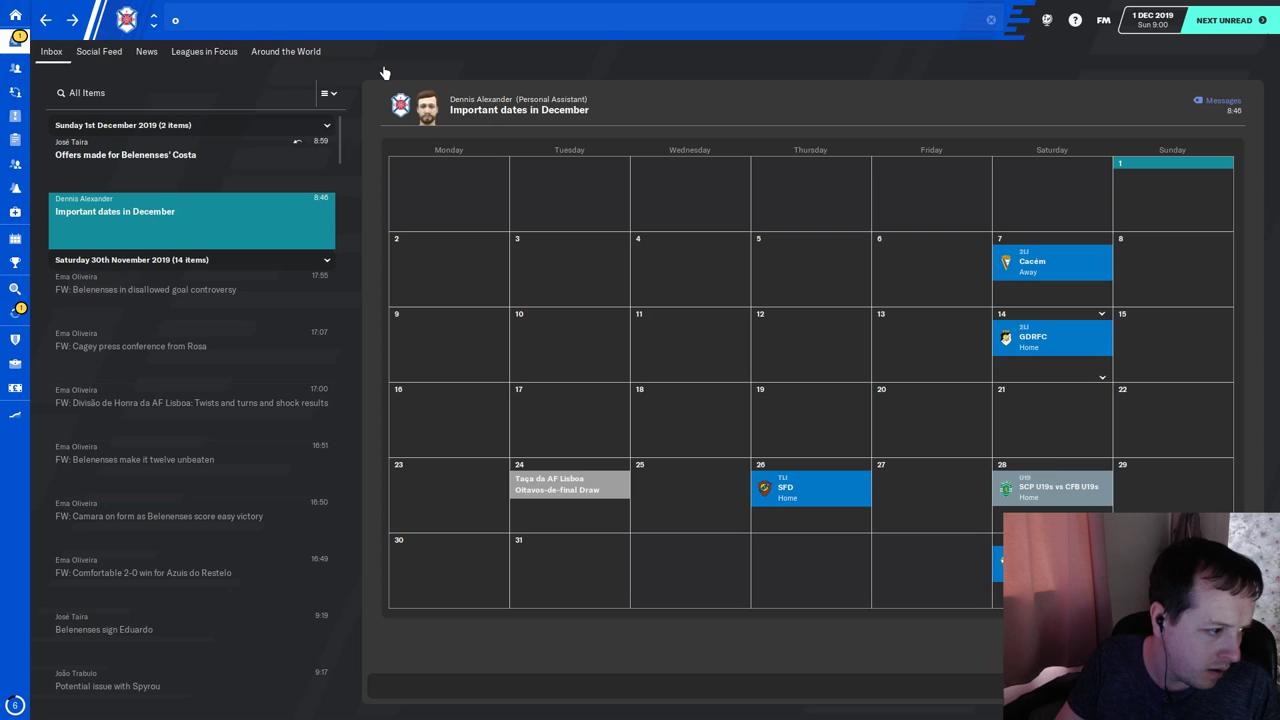 o
FM
1 DEC 2019
Sun 9:00
NEXT UNREAD
1
Inbox
Social Feed
News
Leagues in Focus
Around the World
All Items
Sunday 1st December 2019 (2 items)
José Taira
8:59
Offers made for Belenenses' Costa
Dennis Alexander
8:46
Important dates in December
Saturday 30th November 2019 (14 items)
Ema Oliveira
17:55
FW: Belenenses in disallowed goal controversy
Ema Oliveira
17:07
FW: Cagey press conference from Rosa
Ema Oliveira
17:00
FW: Divisão de Honra da AF Lisboa: Twists and turns and shock results
Ema Oliveira
16:51
FW: Belenenses make it twelve unbeaten
Ema Oliveira
16:50
FW: Camara on form as Belenenses score easy victory
Ema Oliveira
16:49
FW: Comfortable 2-0 win for Azuis do Restelo
José Taira
9:19
Belenenses sign Eduardo
João Trabulo
9:17
Potential issue with Spyrou
1
6
Dennis Alexander (Personal Assistant)
Important dates in December
Messages
8:46
Monday Tuesday Wednesday Thursday Friday Saturday Sunday
1
2 3 4 5 6 7 8
2LI
Cacém
Away
9 10 11 12 13 14 15
2LI
GDRFC
Home
16 17 18 19 20 21 22
23 24 25 26 27 28 29
Taça da AF Lisboa
Oitavos-de-final Draw
TLI
SFD
Home
U19
SCP U19s vs CFB U19s
Home
30 31